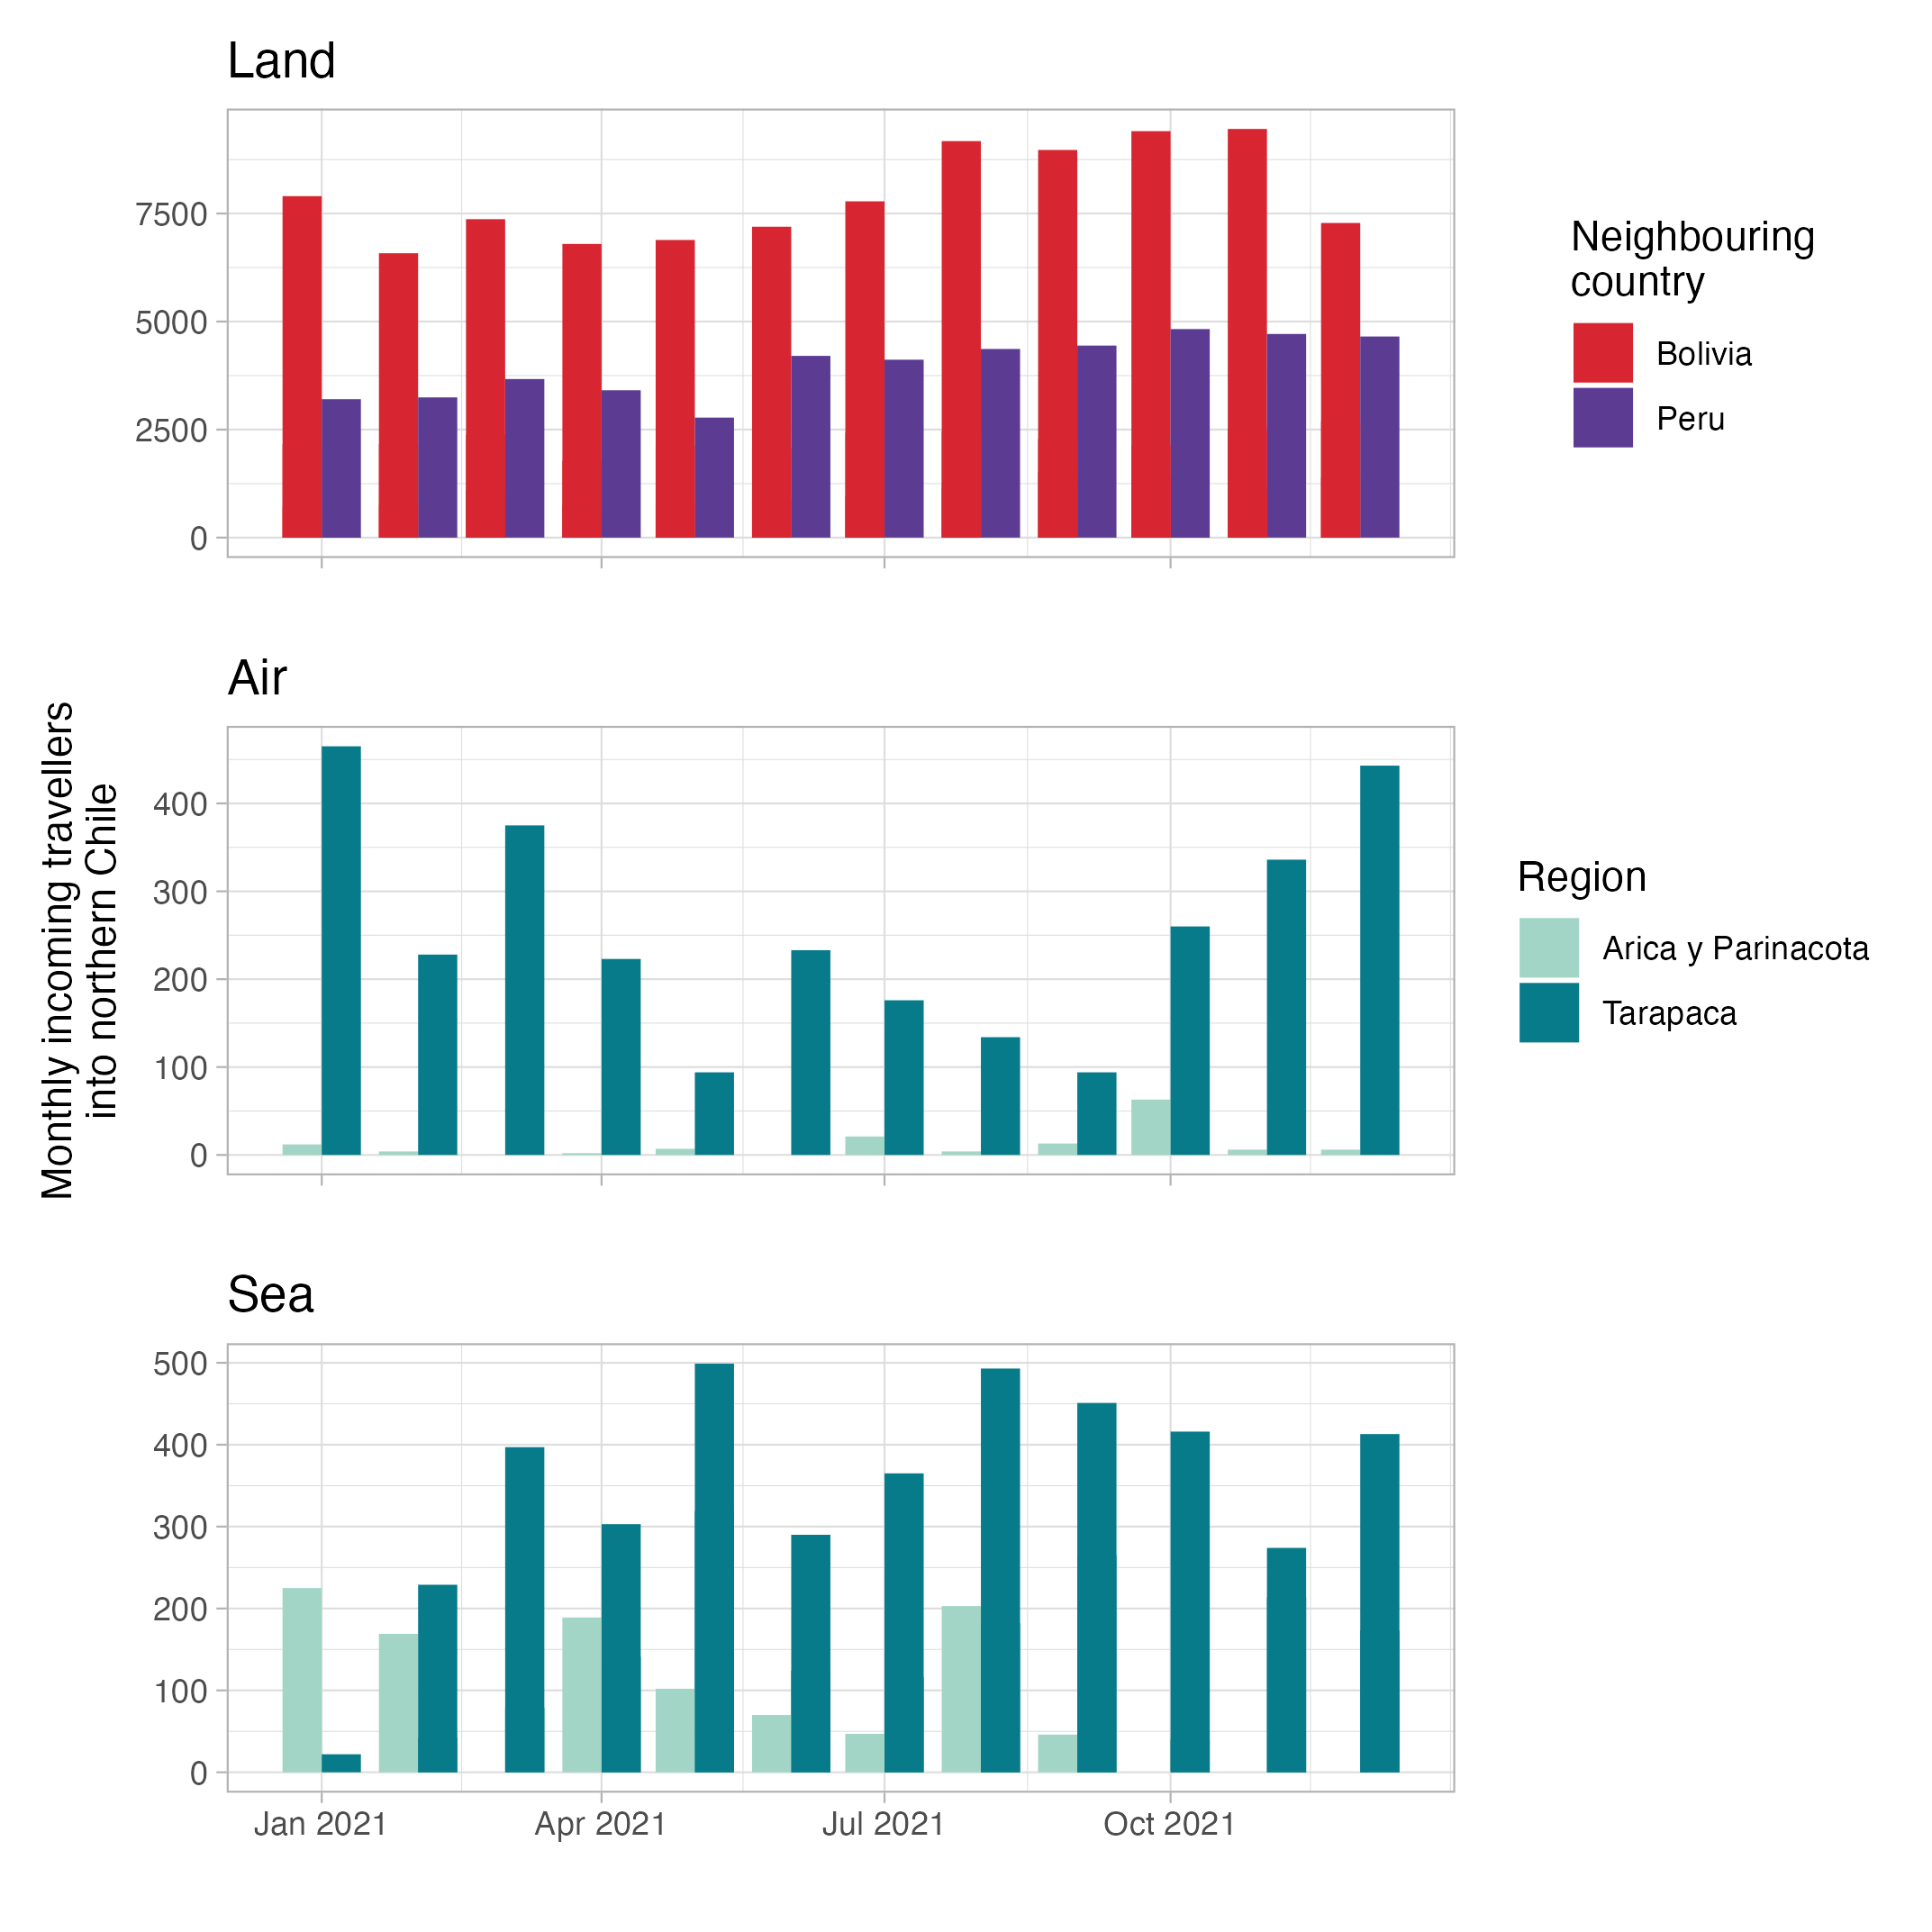 Land
7500
5000
2500
0
Neighbouring
country
Bolivia
Peru
Monthly incoming travellers
into northern Chile
Air
400
300
200
100
0
Region
Arica y Parinacota
Tarapaca
Sea
500
400
300
200
100
0
Jan 2021 Apr 2021 Jul 2021 Oct 2021